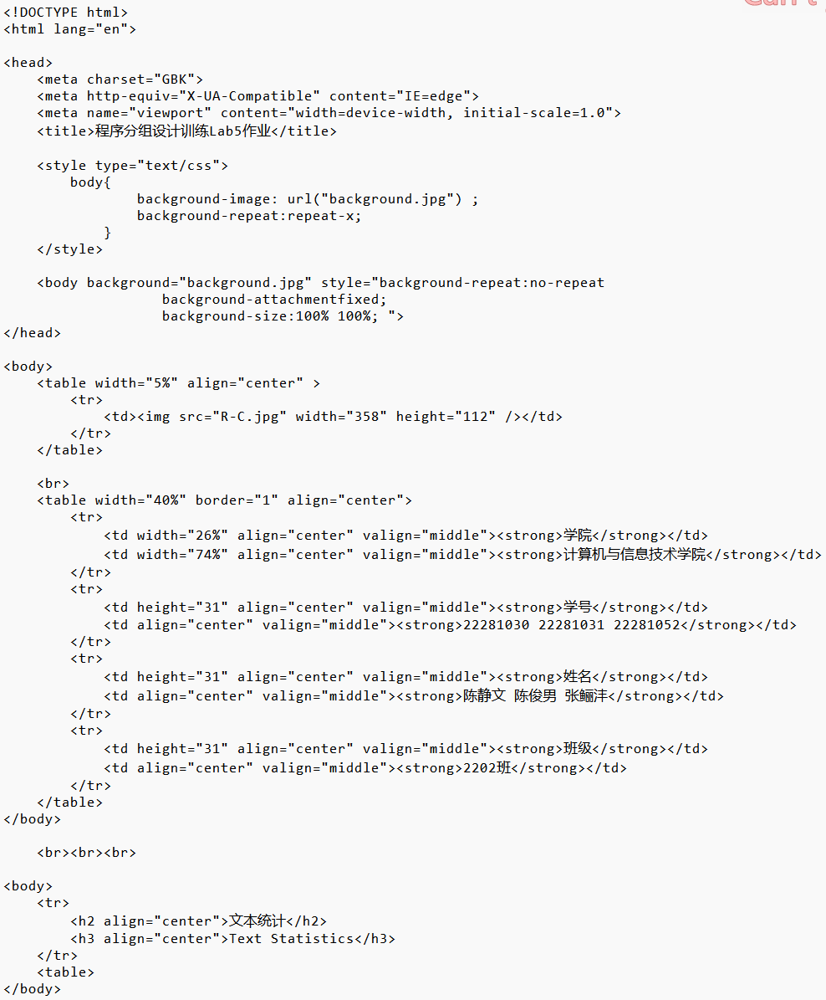 Can't
<!DOCTYPE html>
<html lang="en">
<head>
<meta charset="GBK">
<meta http-equiv="X-UA-Compatible" content="IE=edge">
<meta name="viewport" content="width=device-width, initial-scale=1.0">
<title>程序分组设计训练Lab5作业</title>
<style type="text/css">
body{
background-image: url("background.jpg") ;
background-repeat:repeat-x;
}
</style>
<body background="background.jpg" style="background-repeat:no-repeat
background-attachmentfixed;
background-size:100% 100%; ">
</head>
<body>
<table width="5%" align="center" >
<tr>
<td><img src="R-C.jpg" width="358" height="112" /></td>
</tr>
</table>
<br>
<table width="40%" border="1" align="center">
<tr>
<td width="26%" align="center" valign="middle"><strong>学院</strong></td>
<td width="74%" align="center" valign="middle"><strong>计算机与信息技术学院</strong></td>
</tr>
<tr>
<td height="31" align="center" valign="middle"><strong>学号</strong></td>
<td align="center" valign="middle"><strong>22281030 22281031 22281052</strong></td>
</tr>
<tr>
<td height="31" align="center" valign="middle"><strong>姓名</strong></td>
<td align="center" valign="middle"><strong>陈静文 陈俊男 张鲡沣</strong></td>
</tr>
<tr>
<td height="31" align="center" valign="middle"><strong>班级</strong></td>
<td align="center" valign="middle"><strong>2202班</strong></td>
</tr>
</table>
</body>
<br><br><br>
<body>
<tr>
<h2 align="center">文本统计</h2>
<h3 align="center">Text Statistics</h3>
</tr>
<table>
</body>